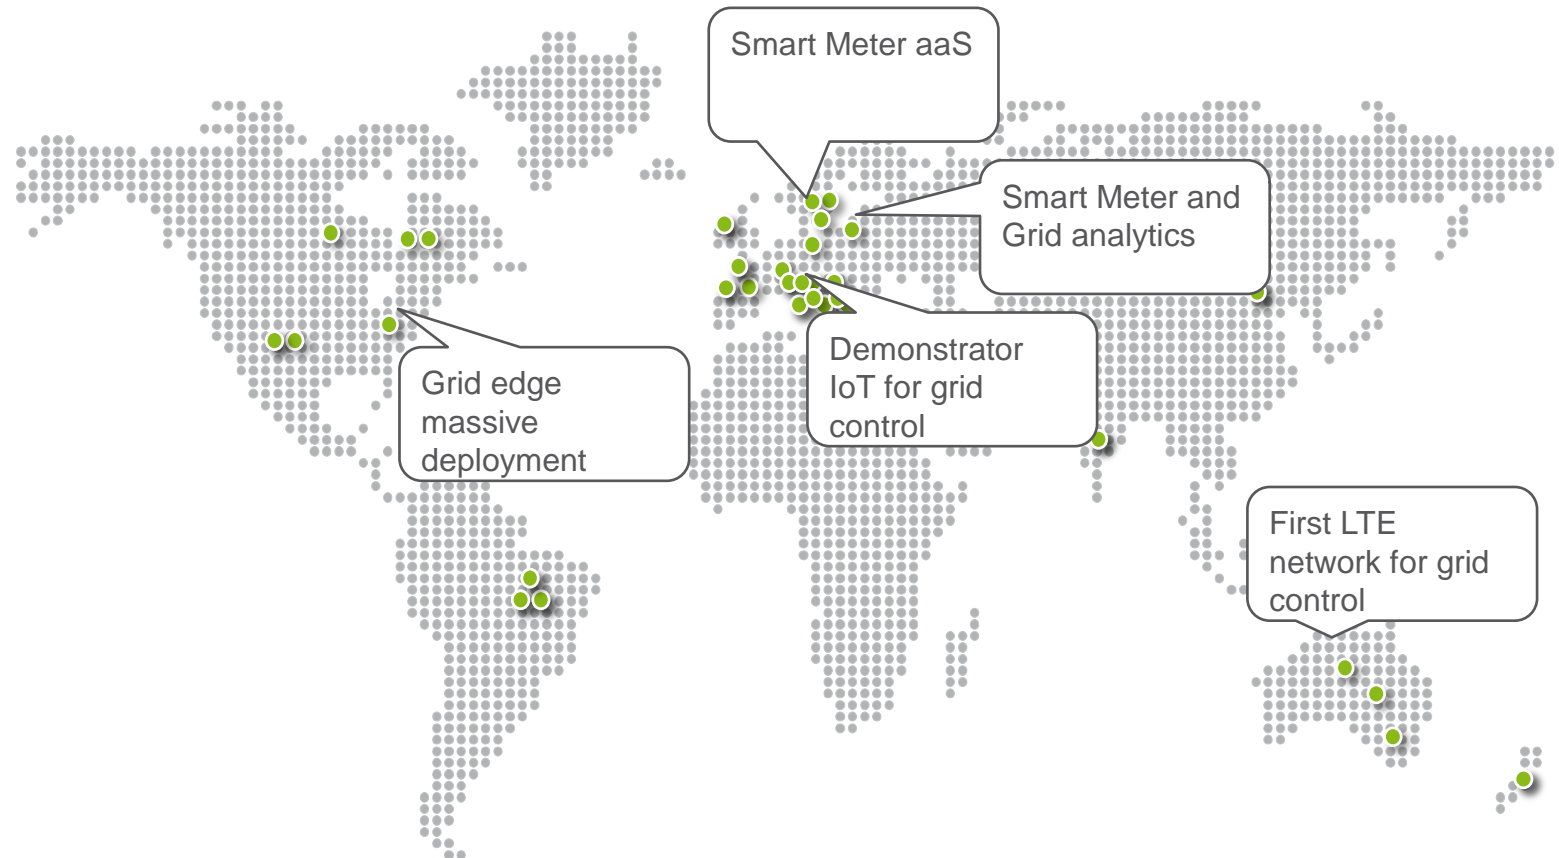 Smart Meter aaS
Smart Meter and
Grid analytics
Demonstrator
IoT for grid
control
Grid edge
massive
deployment
First LTE
network for grid
control